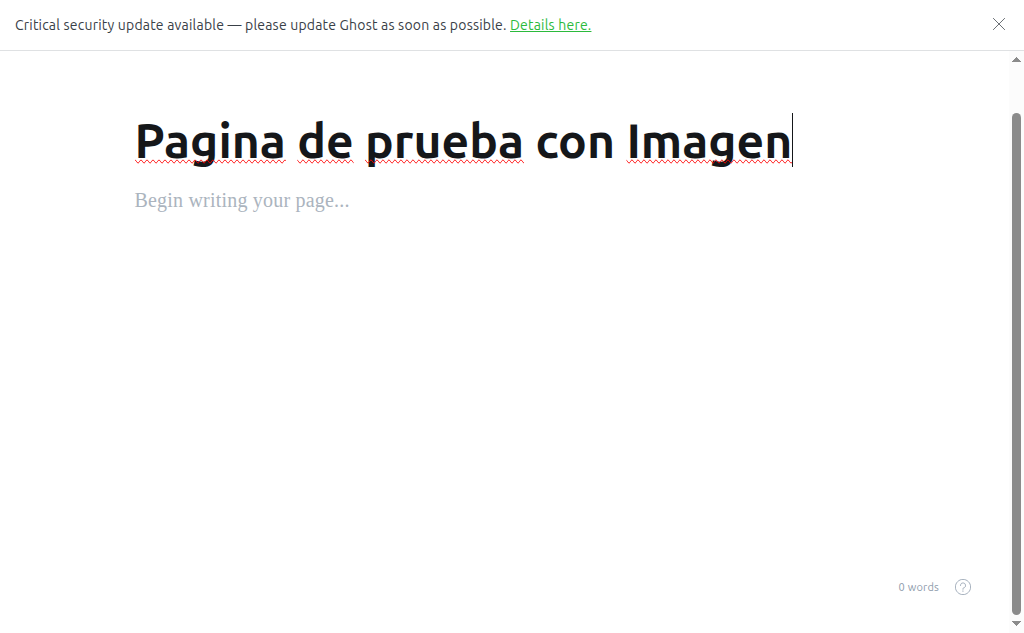 Critical security update available — please update Ghost as soon as possible. Details here.
Pagina de prueba con Imagen
Begin writing your page...
0 words
?